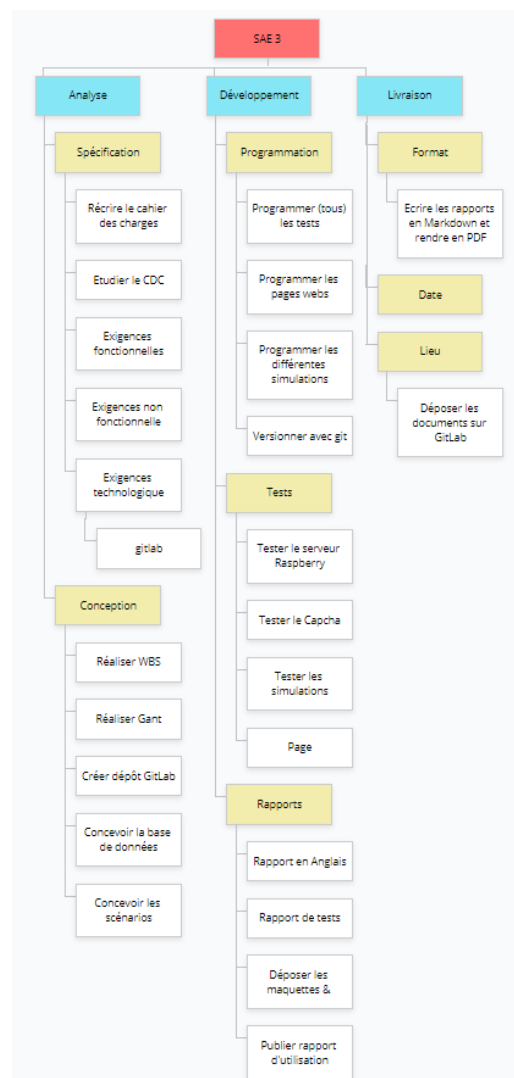 SAE 3
Analyse
Spécification
Récrire le cahier
des charges
Etudier le CDC
Exigences
fonctionnelles
Exigences non
fonctionnelle
Exigences
technologique
gitlab
Conception
Réaliser WBS
Réaliser Gant
Créer dépôt GitLab
Concevoir la base
de données
Concevoir les
scénarios
Développement
Programmation
Programmer (tous)
les tests
Programmer les
pages webs
Programmer les
différentes
simulations
Versionner avec git
Tests
Tester le serveur
Raspberry
Tester le Capcha
Tester les
simulations
Page
Rapports
Rapport en Anglais
Rapport de tests
Déposer les
maquettes &
Publier rapport
d'utilisation
Livraison
Format
Ecrire les rapports
en Markdown et
rendre en PDF
Date
Lieu
Déposer les
documents sur
GitLab